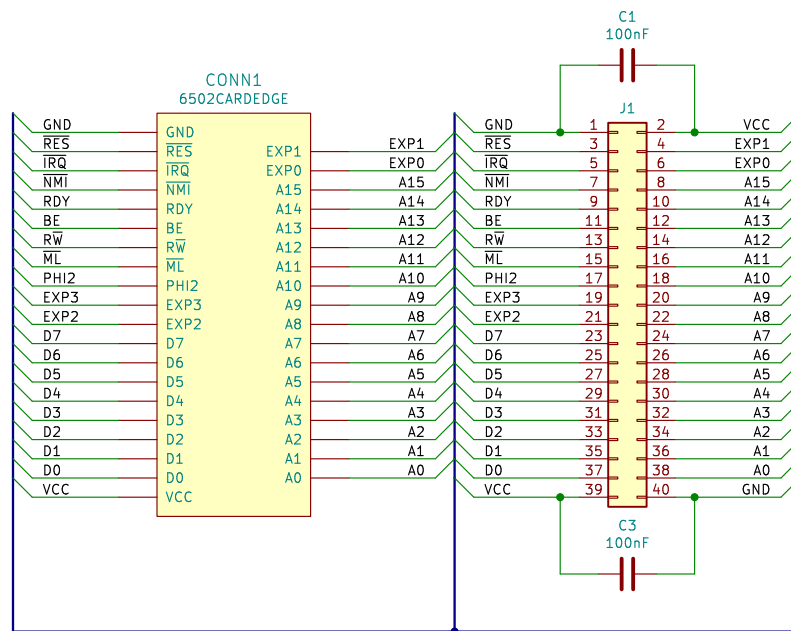 C1
100nF
CONN1
6502CARDEDGE
J1
GND GND GND 1 2 VCC
RES RES EXP1 EXP1 RES 3 4 EXP1
IRQ IRQ EXP0 EXP0 IRQ 5 6 EXP0
NMI NMI A15 A15 NMI 7 8 A15
RDY RDY A14 A14 RDY 9 10 A14
BE BE A13 A13 BE 11 12 A13
RW RW A12 A12 RW 13 14 A12
ML ML A11 A11 ML 15 16 A11
PHI2 PHI2 A10 A10 PHI2 17 18 A10
EXP3 EXP3 A9 A9 EXP3 19 20 A9
EXP2 EXP2 A8 A8 EXP2 21 22 A8
D7 D7 A7 A7 D7 23 24 A7
D6 D6 A6 A6 D6 25 26 A6
D5 D5 A5 A5 D5 27 28 A5
D4 D4 A4 A4 D4 29 30 A4
D3 D3 A3 A3 D3 31 32 A3
D2 D2 A2 A2 D2 33 34 A2
D1 D1 A1 A1 D1 35 36 A1
D0 D0 A0 A0 D0 37 38 A0
VCC VCC VCC 39 40 GND
C3
100nF